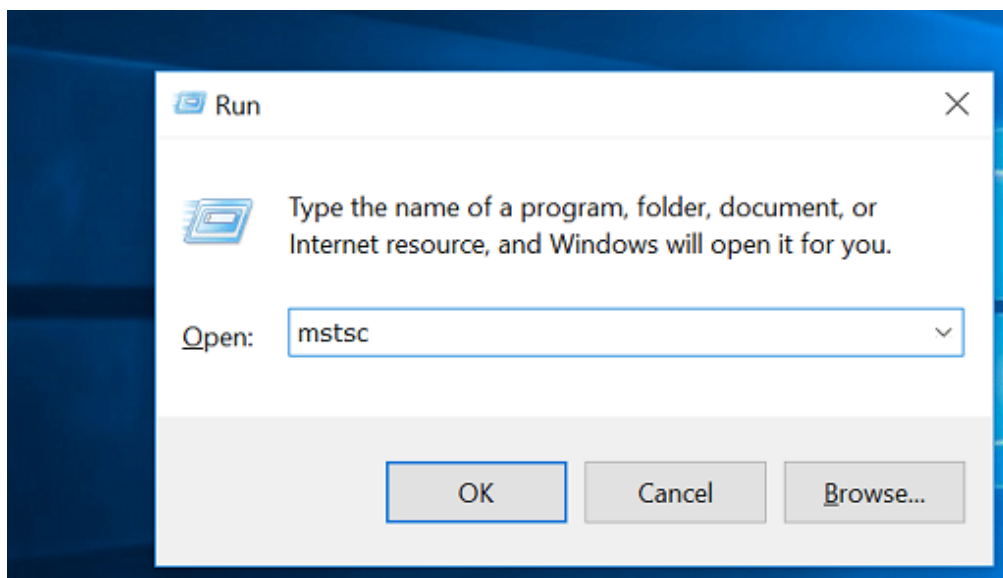 Run
Type the name of a program, folder, document, or
Internet resource, and Windows will open it for you.
Open: mstsc
OK Cancel Browse...